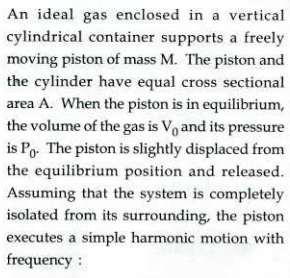 An ideal gas enclosed in a vertical
cylindrical container supports a freely
moving piston of mass M. The piston and
the cylinder have equal cross sectional
area A. When the piston is in equilibrium,
the volume of the gas is V₀ and its pressure
is P₀. The piston is slightly displaced from
the equilibrium position and released.
Assuming that the system is completely
isolated from its surrounding, the piston
executes a simple harmonic motion with
frequency :